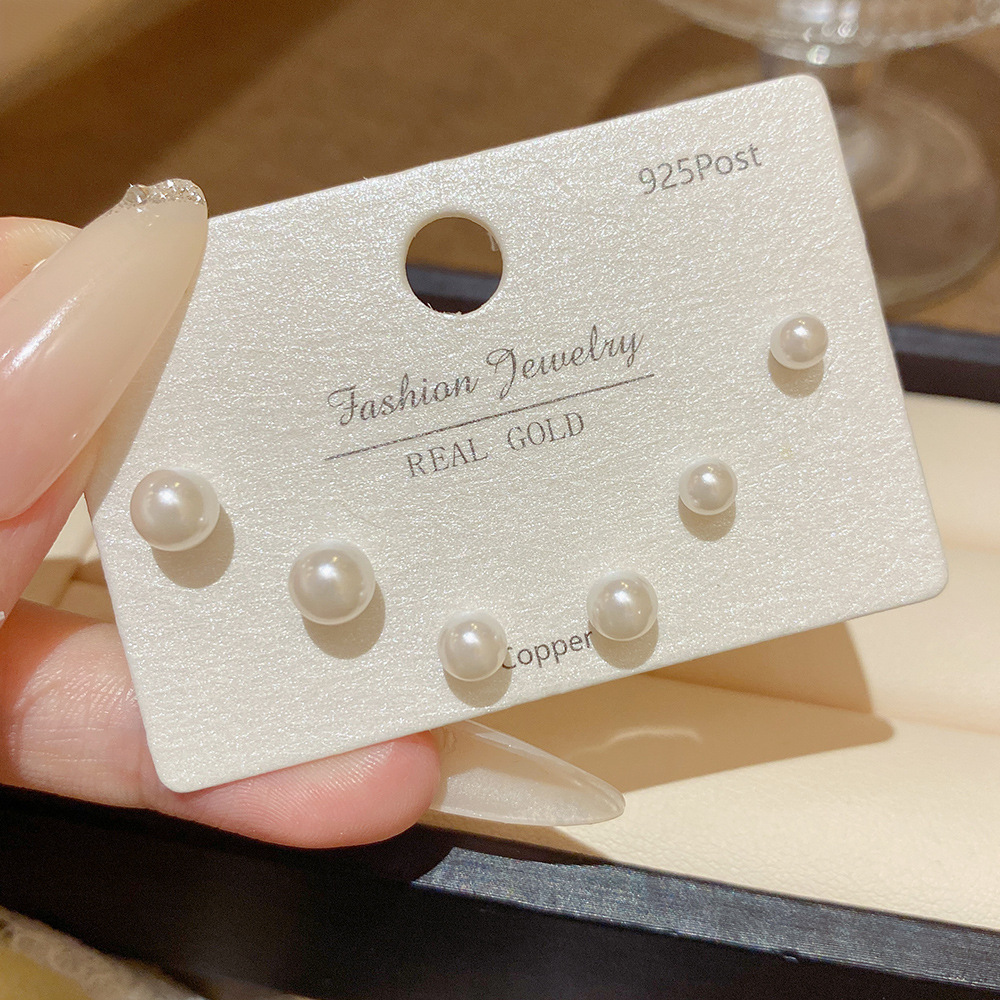 925Post
Fashion Jewelry
REAL GOLD
Copper